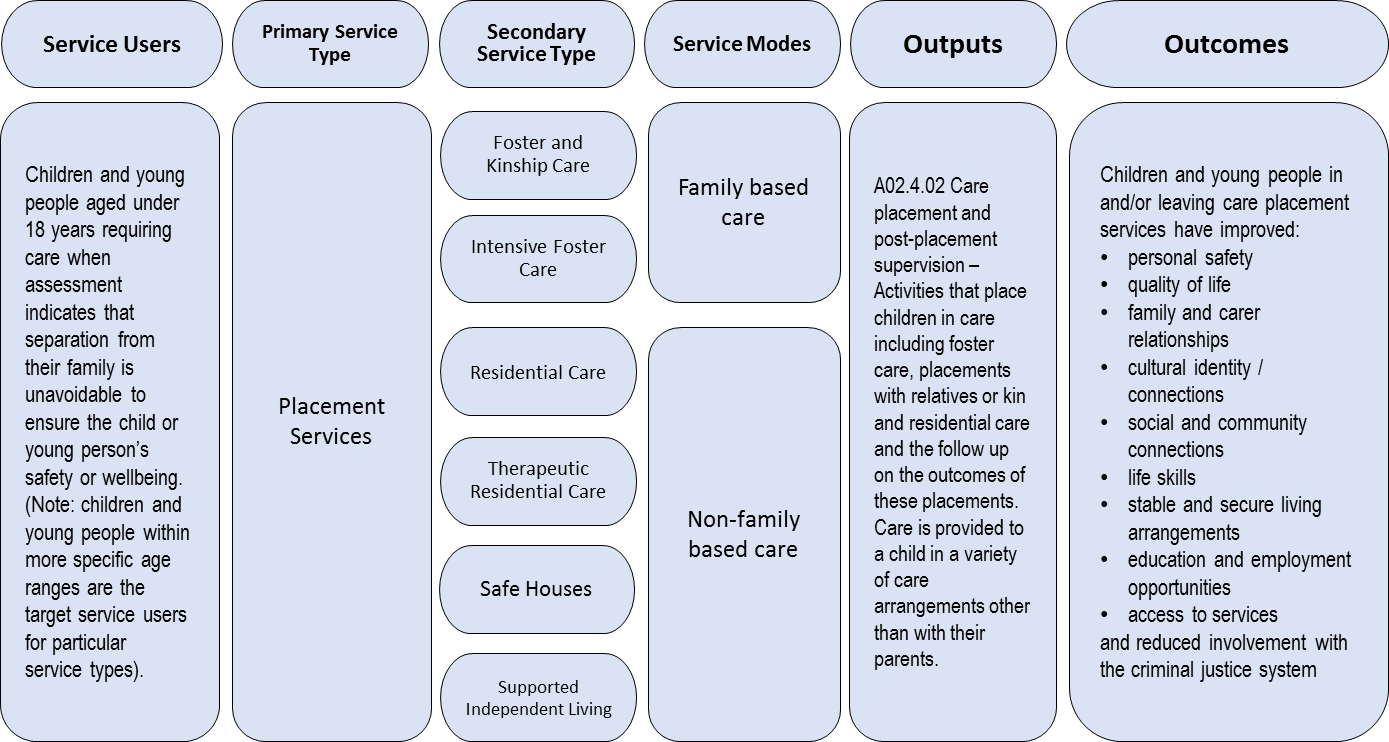 Service Users
Primary Service
Type
Secondary
Service Type
Service Modes
Outputs
Outcomes
Children and young
people aged under
18 years requiring
care when
assessment
indicates that
separation from
their family is
unavoidable to
ensure the child or
young person’s
safety or wellbeing.
(Note: children and
young people within
more specific age
ranges are the
target service users
for particular
service types).
Placement
Services
Foster and
Kinship Care
Intensive Foster
Care
Residential Care
Therapeutic
Residential Care
Safe Houses
Supported
Independent Living
Family based
care
Non-family
based care
A02.4.02 Care
placement and
post-placement
supervision –
Activities that place
children in care
including foster
care, placements
with relatives or kin
and residential care
and the follow up
on the outcomes of
these placements.
Care is provided to
a child in a variety
of care
arrangements other
than with their
parents.
Children and young people in
and/or leaving care placement
services have improved:
• personal safety
• quality of life
• family and carer
relationships
• cultural identity /
connections
• social and community
connections
• life skills
• stable and secure living
arrangements
• education and employment
opportunities
• access to services
and reduced involvement with
the criminal justice system